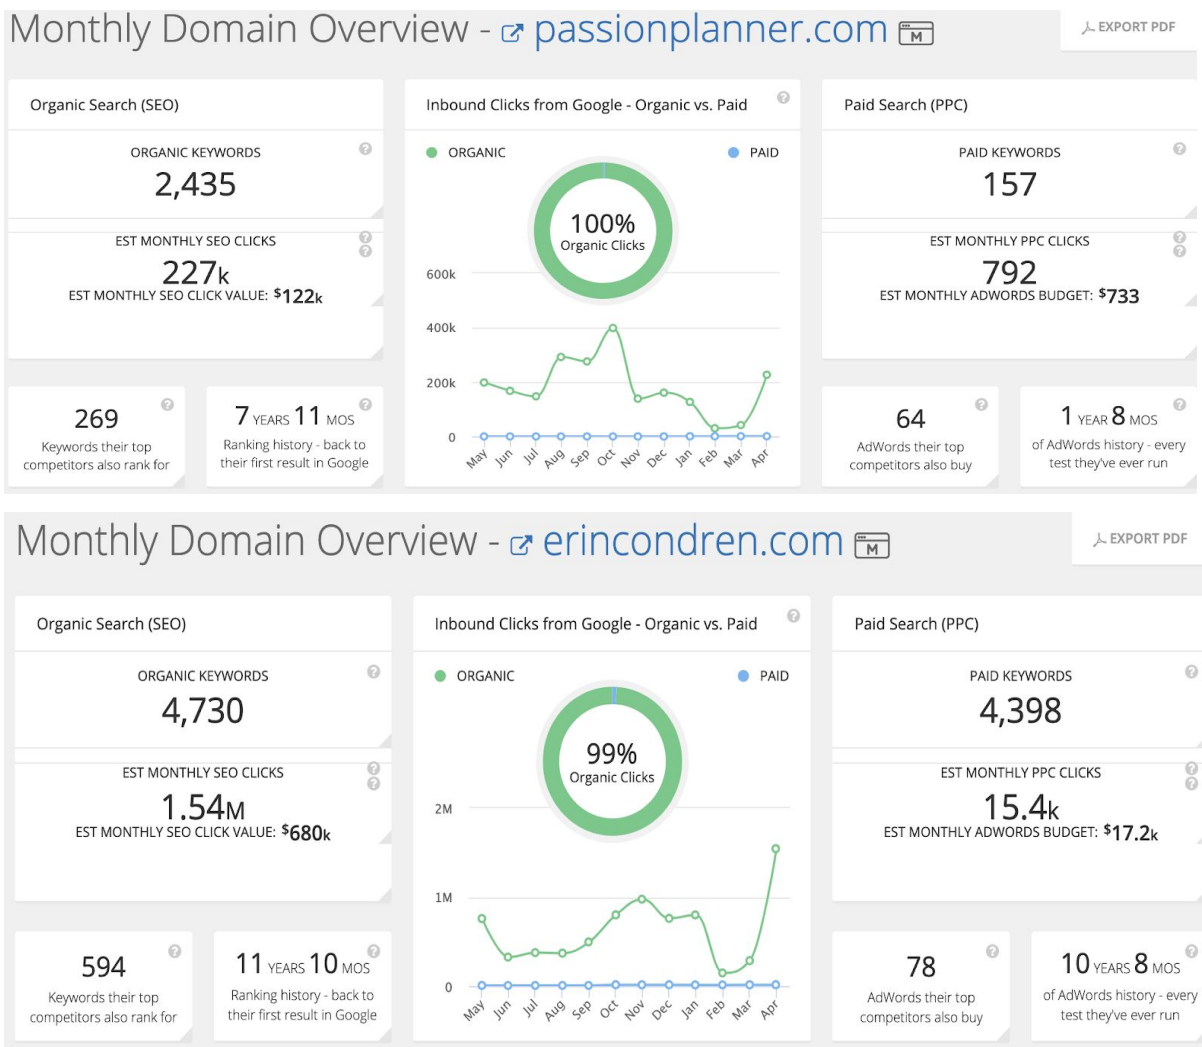 Monthly Domain Overview - passionplanner.com M
EXPORT PDF
Organic Search (SEO)
ORGANIC KEYWORDS
2,435
EST MONTHLY SEO CLICKS
227k
EST MONTHLY SEO CLICK VALUE: $122k
269
Keywords their top
competitors also rank for
7 YEARS 11 MOS
Ranking history - back to
their first result in Google
Inbound Clicks from Google - Organic vs. Paid
ORGANIC
PAID
100%
Organic Clicks
600k
400k
200k
0
May Jun Jul Aug Sep Oct Nov Dec Jan Feb Mar Apr
Paid Search (PPC)
PAID KEYWORDS
157
EST MONTHLY PPC CLICKS
792
EST MONTHLY ADWORDS BUDGET: $733
64
AdWords their top
competitors also buy
1 YEAR 8 MOS
of AdWords history - every
test they've ever run
Monthly Domain Overview - erincondren.com M
EXPORT PDF
Organic Search (SEO)
ORGANIC KEYWORDS
4,730
EST MONTHLY SEO CLICKS
1.54M
EST MONTHLY SEO CLICK VALUE: $680k
594
Keywords their top
competitors also rank for
11 YEARS 10 MOS
Ranking history - back to
their first result in Google
Inbound Clicks from Google - Organic vs. Paid
ORGANIC
PAID
99%
Organic Clicks
2M
1M
0
May Jun Jul Aug Sep Oct Nov Dec Jan Feb Mar Apr
Paid Search (PPC)
PAID KEYWORDS
4,398
EST MONTHLY PPC CLICKS
15.4k
EST MONTHLY ADWORDS BUDGET: $17.2k
78
AdWords their top
competitors also buy
10 YEARS 8 MOS
of AdWords history - every
test they've ever run